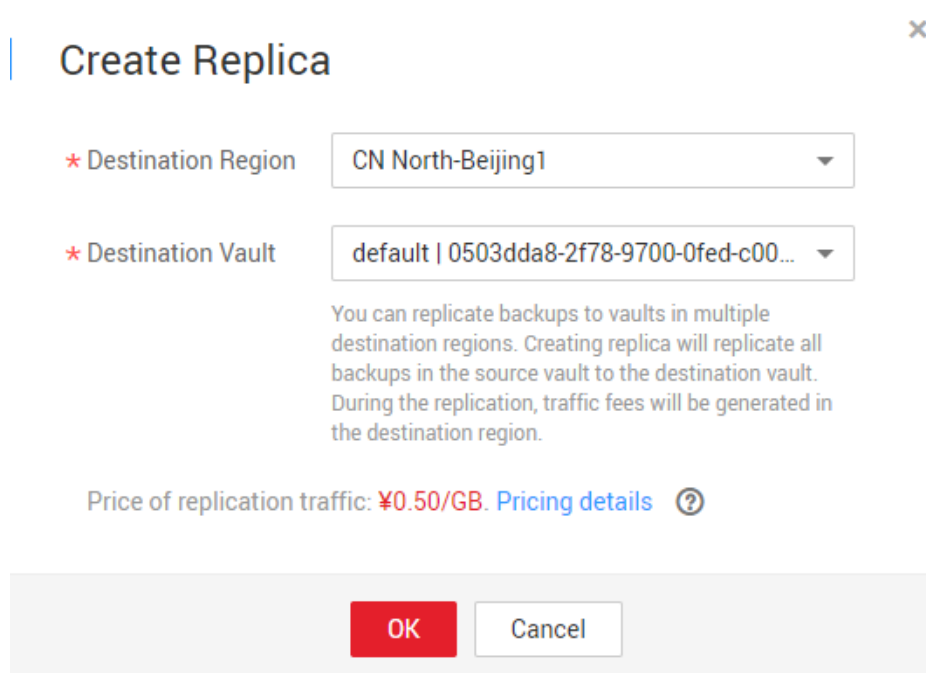 Create Replica
* Destination Region
CN North-Beijing1
* Destination Vault
default | 0503dda8-2f78-9700-0fed-c00...
You can replicate backups to vaults in multiple
destination regions. Creating replica will replicate all
backups in the source vault to the destination vault.
During the replication, traffic fees will be generated in
the destination region.
Price of replication traffic: ¥0.50/GB. Pricing details ?
OK
Cancel